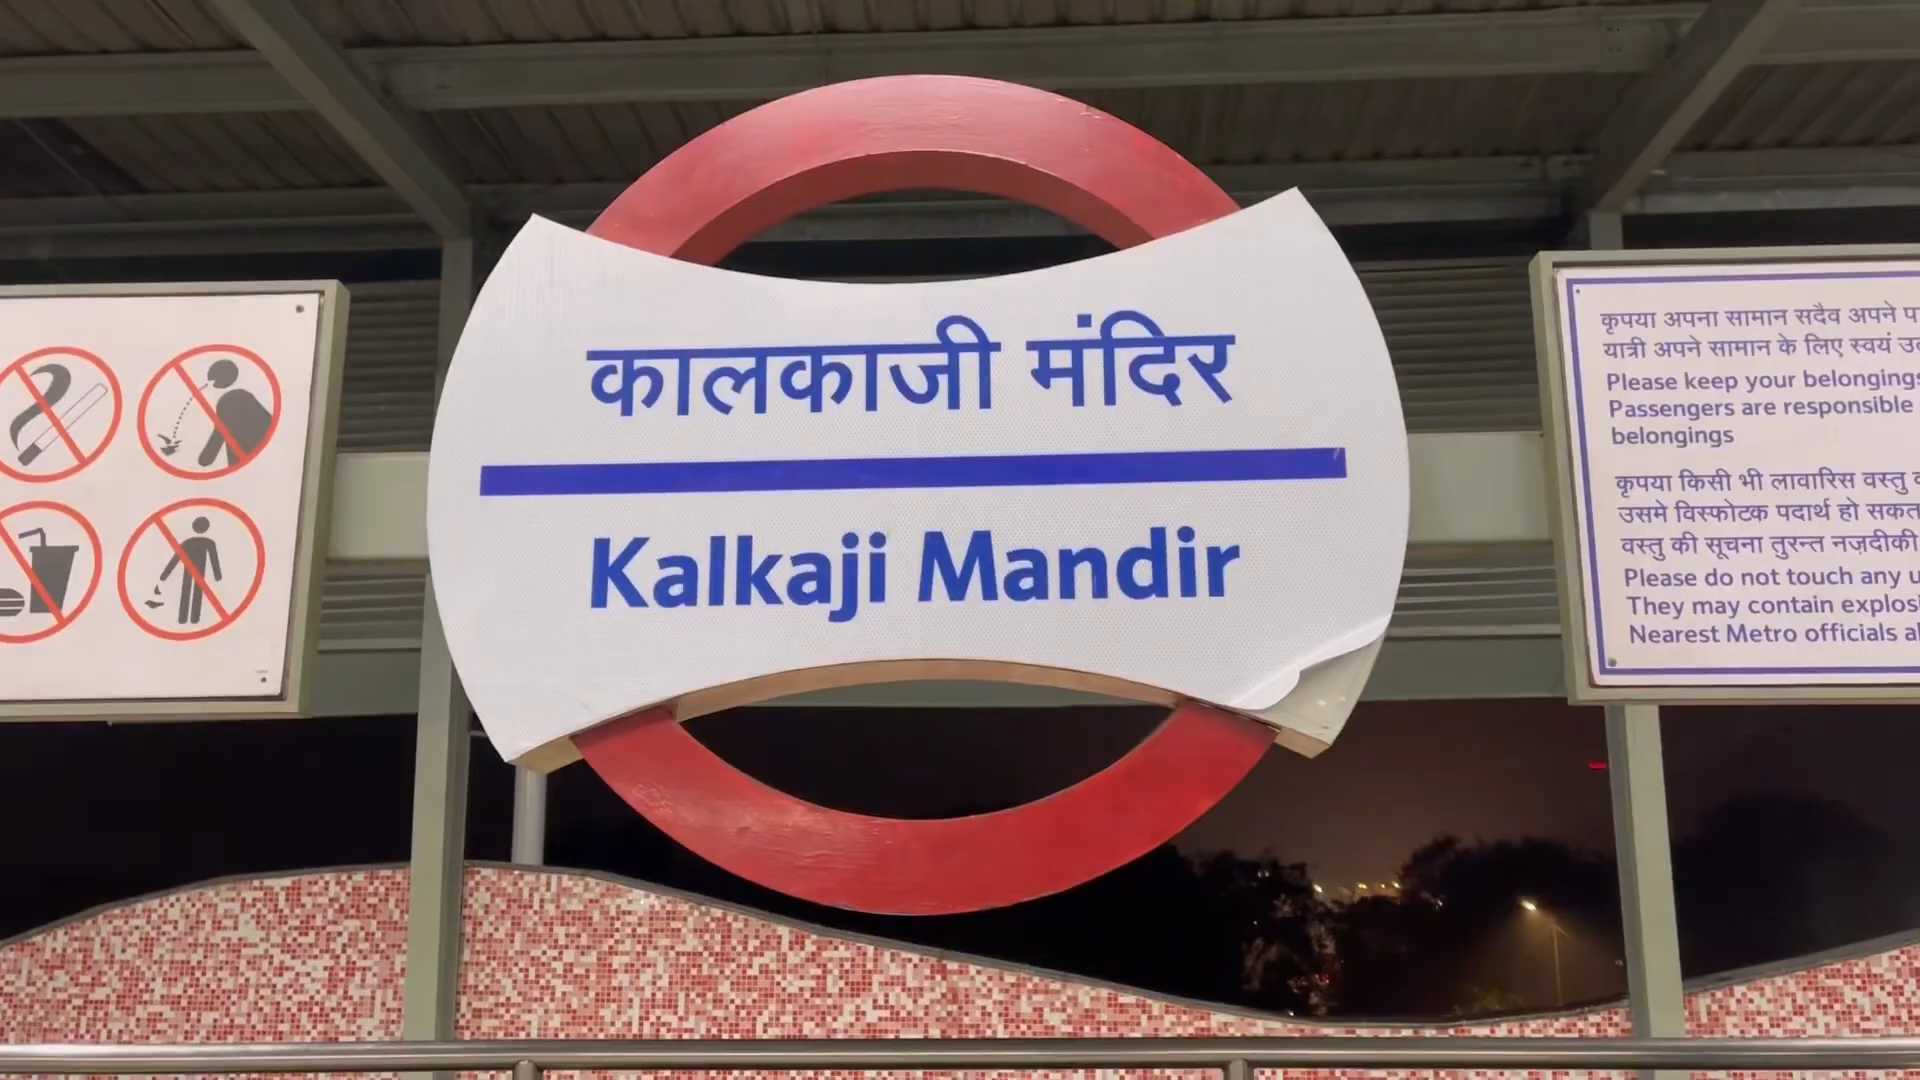 कालकाजी मंदिर
Kalkaji Mandir
कृपया अपना सामान सदैव अपने
यात्री अपने सामान के लिए स्वयं
Please keep your belongings
Passengers are responsible
belongings
कृपया किसी भी लावारिस वस्तु
उसमे विस्फोटक पदार्थ हो
वस्तु की सूचना तुरन्त नज़दीकी
Please do not touch any
They may contain
Nearest Metro officials